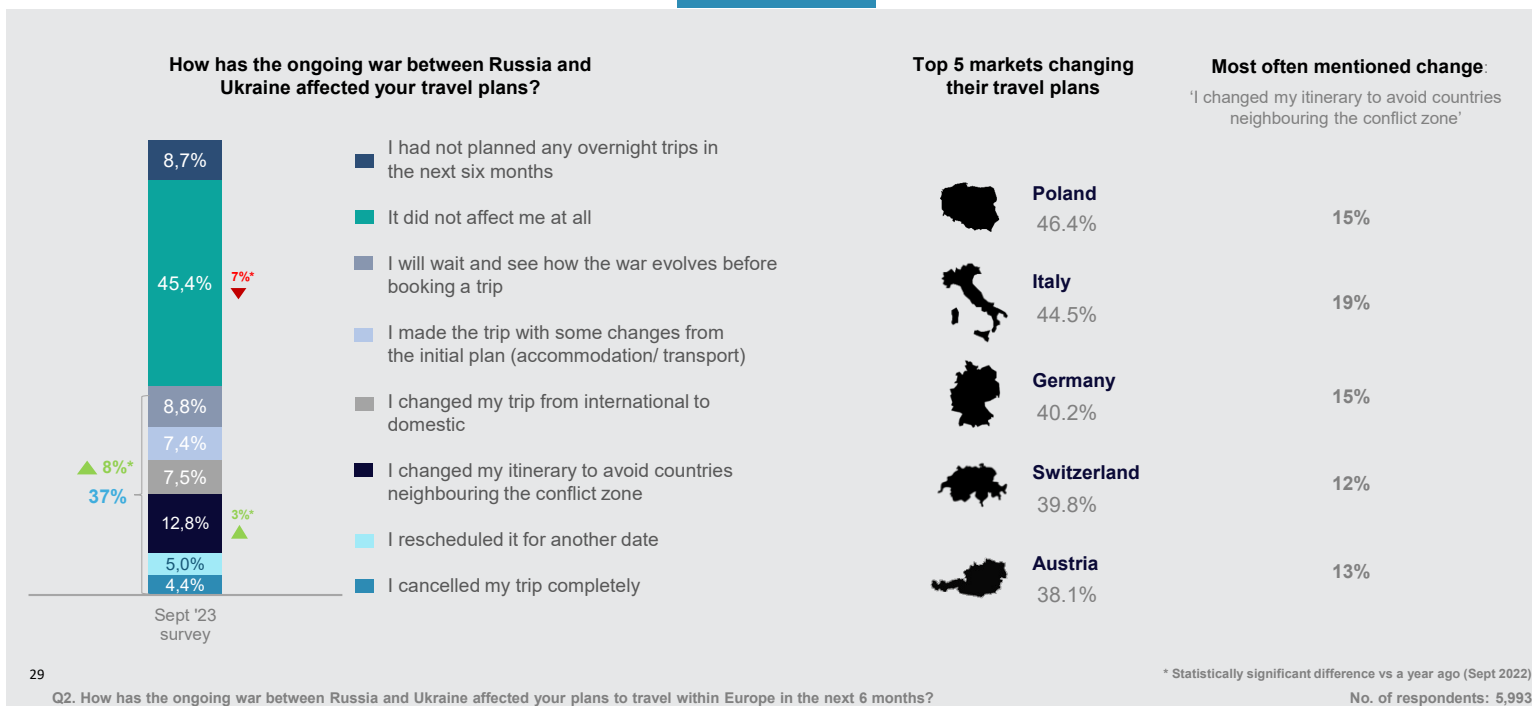 How has the ongoing war between Russia and
Ukraine affected your travel plans?
8,7%
45,4%
7%*
8,8%
7,4%
7,5%
12,8%
3%*
5,0%
4,4%
8%*
37%
Sept '23
survey
I had not planned any overnight trips in
the next six months
It did not affect me at all
I will wait and see how the war evolves before
booking a trip
I made the trip with some changes from
the initial plan (accommodation/ transport)
I changed my trip from international to
domestic
I changed my itinerary to avoid countries
neighbouring the conflict zone
I rescheduled it for another date
I cancelled my trip completely
Top 5 markets changing
their travel plans
Most often mentioned change:
‘I changed my itinerary to avoid countries
neighbouring the conflict zone’
Poland
46.4%
15%
Italy
44.5%
19%
Germany
40.2%
15%
Switzerland
39.8%
12%
Austria
38.1%
13%
29
* Statistically significant difference vs a year ago (Sept 2022)
Q2. How has the ongoing war between Russia and Ukraine affected your plans to travel within Europe in the next 6 months?
No. of respondents: 5,993